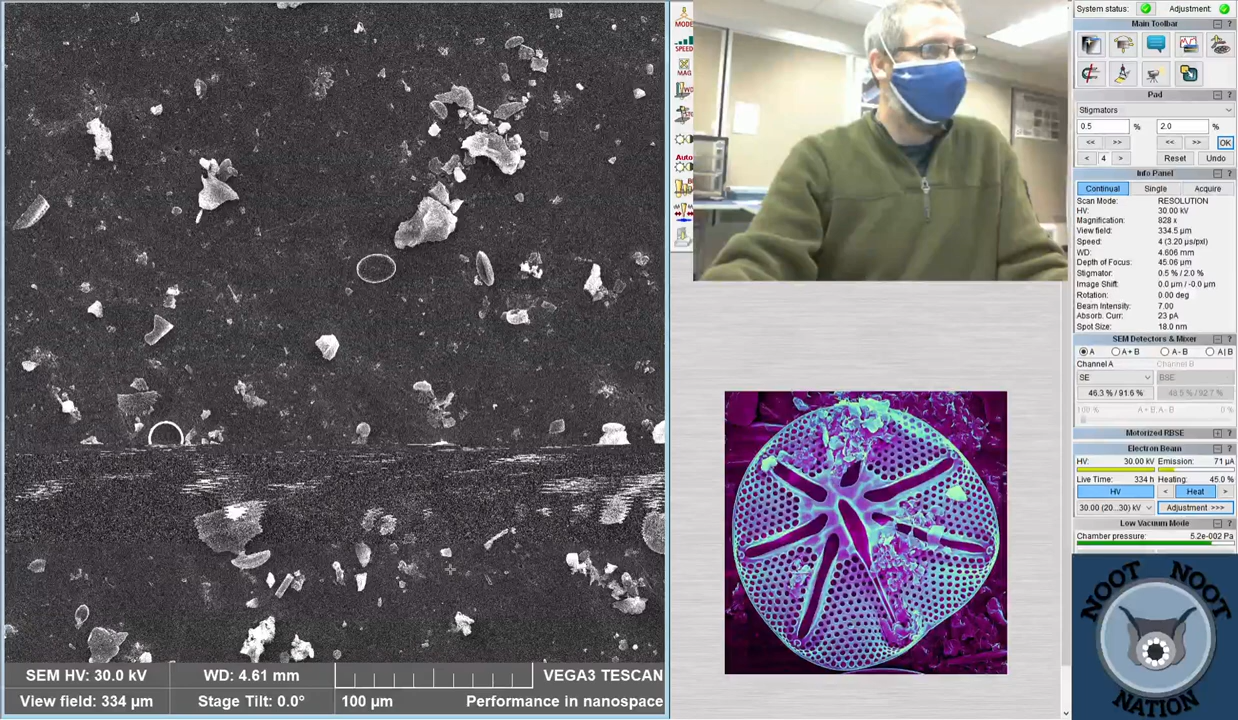 SEM HV: 30.0 kV
WD: 4.61 mm
VEGA3 TESCAN
View field: 334 µm
Stage Tilt: 0.0°
100 µm
Performance in nanospace
MODE
SPEED
MAG
WD
Auto
System status:
Adjustment:
Main Toolbar
Pad
Stigmators
0.5 %
2.0 %
<< >> << >> OK
< 4 > Reset Undo
Info Panel
Continual Single Acquire
Scan Mode: RESOLUTION
HV: 30.00 kV
Magnification: 828 x
View field: 334.5 µm
Speed: 4 (3.20 µs/pxl)
WD: 4.606 mm
Depth of Focus: 45.06 µm
Stigmator: 0.5 % / 2.0 %
Image Shift: 0.0 µm / -0.0 µm
Rotation: 0.00 deg
Beam Intensity: 7.00
Absorb. Curr: 23 pA
Spot Size: 18.0 nm
SEM Detectors & Mixer
A A + B A - B A | B
Channel A Channel B
SE BSE
46.3 % / 91.6 % 48.5 % / 92.7 %
100 % A + B:A - B 0 %
Motorized RBSE
Electron Beam
HV: 30.00 kV Emission: 71 µA
Live Time: 334 h Heating: 45.0 %
HV < Heat >
30.00 (20...30) kV Adjustment >>>
Low Vacuum Mode
Chamber pressure: 5.2e-002 Pa
NOOT NOOT
NATION